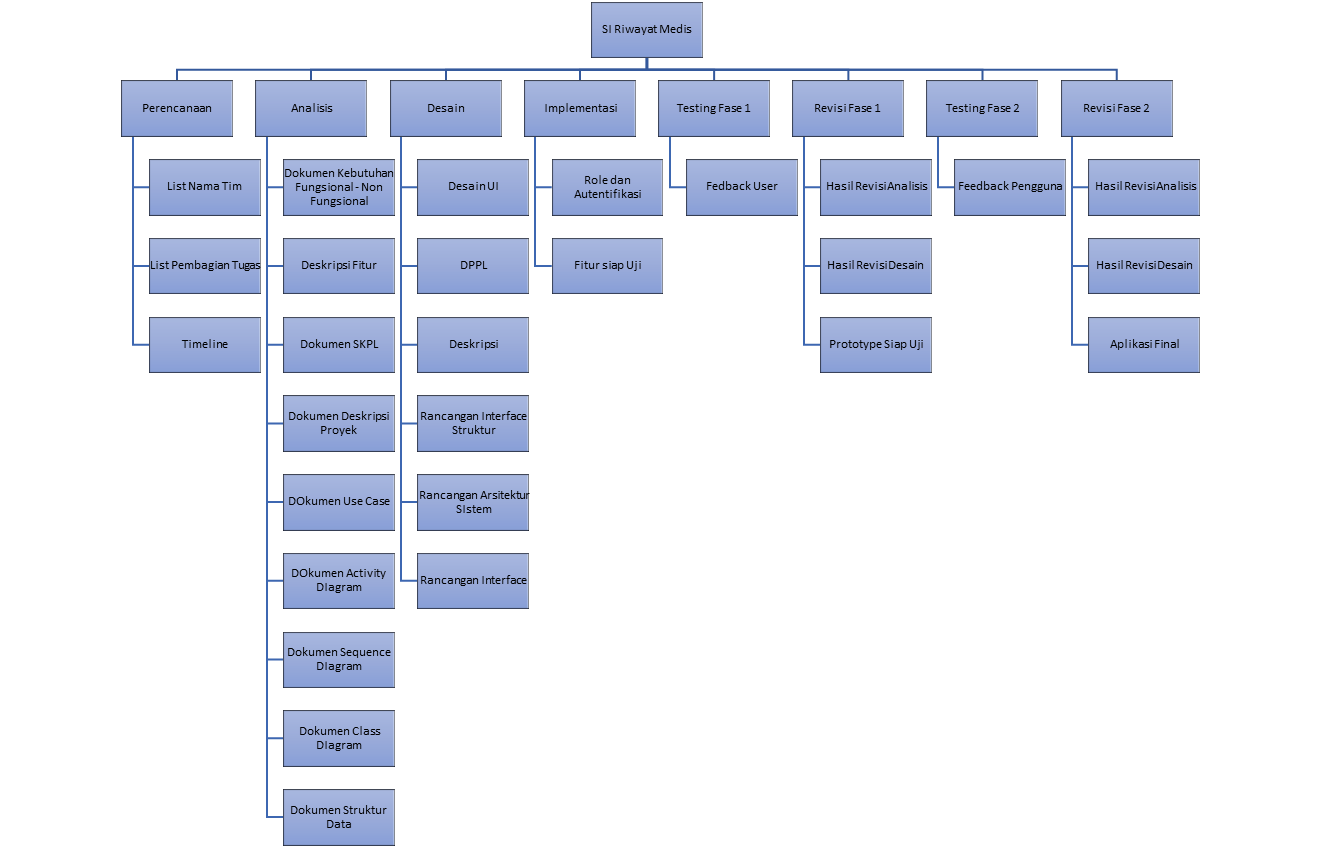 SI Riwayat Medis
Perencanaan
Analisis
Desain
Implementasi
Testing Fase 1
Revisi Fase 1
Testing Fase 2
Revisi Fase 2
List Nama Tim
List Pembagian Tugas
Timeline
Dokumen Kebutuhan
Fungsional - Non
Fungsional
Deskripsi Fitur
Dokumen SKPL
Dokumen Deskripsi
Proyek
DOkumen Use Case
DOkumen Activity
DIagram
Dokumen Sequence
DIagram
Dokumen Class
DIagram
Dokumen Struktur
Data
Desain UI
DPPL
Deskripsi
Rancangan Interface
Struktur
Rancangan Arsitektur
SIstem
Rancangan Interface
Role dan
Autentifikasi
Fitur siap Uji
Fedback User
Hasil Revisi Analisis
Hasil Revisi Desain
Prototype Siap Uji
Feedback Pengguna
Hasil Revisi Analisis
Hasil Revisi Desain
Aplikasi Final